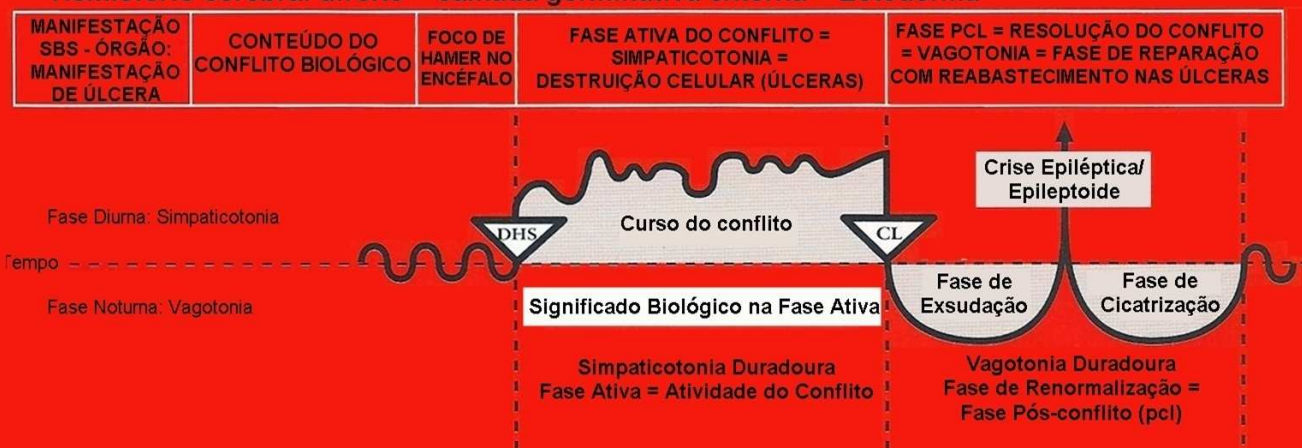 MANIFESTAÇÃO
SBS - ÓRGÃO:
MANIFESTAÇÃO
DE ÚLCERA
CONTEÚDO DO
CONFLITO BIOLÓGICO
FOCO DE
HAMER NO
ENCÉFALO
FASE ATIVA DO CONFLITO =
SIMPATICOTONIA =
DESTRUIÇÃO CELULAR (ÚLCERAS)
FASE PCL = RESOLUÇÃO DO CONFLITO
= VAGOTONIA = FASE DE REPARAÇÃO
COM REABASTECIMENTO NAS ÚLCERAS
Crise Epiléptica/
Epileptoide
Fase Diurna: Simpaticotonia
DHS
Curso do conflito
CL
Tempo
Fase Noturna: Vagotonia
Significado Biológico na Fase Ativa
Fase de
Exsudação
Fase de
Cicatrização
Simpaticotonia Duradoura
Fase Ativa = Atividade do Conflito
Vagotonia Duradoura
Fase de Renormalização =
Fase Pós-conflito (pcl)